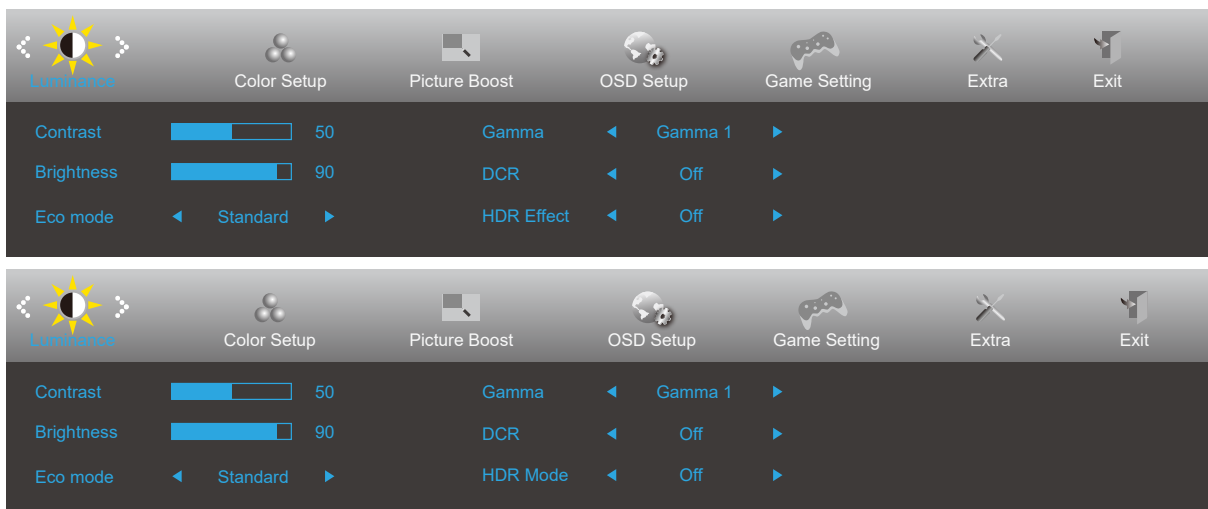 Luminance Color Setup Picture Boost OSD Setup Game Setting Extra Exit
Contrast 50 Gamma Gamma 1
Brightness 90 DCR Off
Eco mode Standard HDR Effect Off
Luminance Color Setup Picture Boost OSD Setup Game Setting Extra Exit
Contrast 50 Gamma Gamma 1
Brightness 90 DCR Off
Eco mode Standard HDR Mode Off